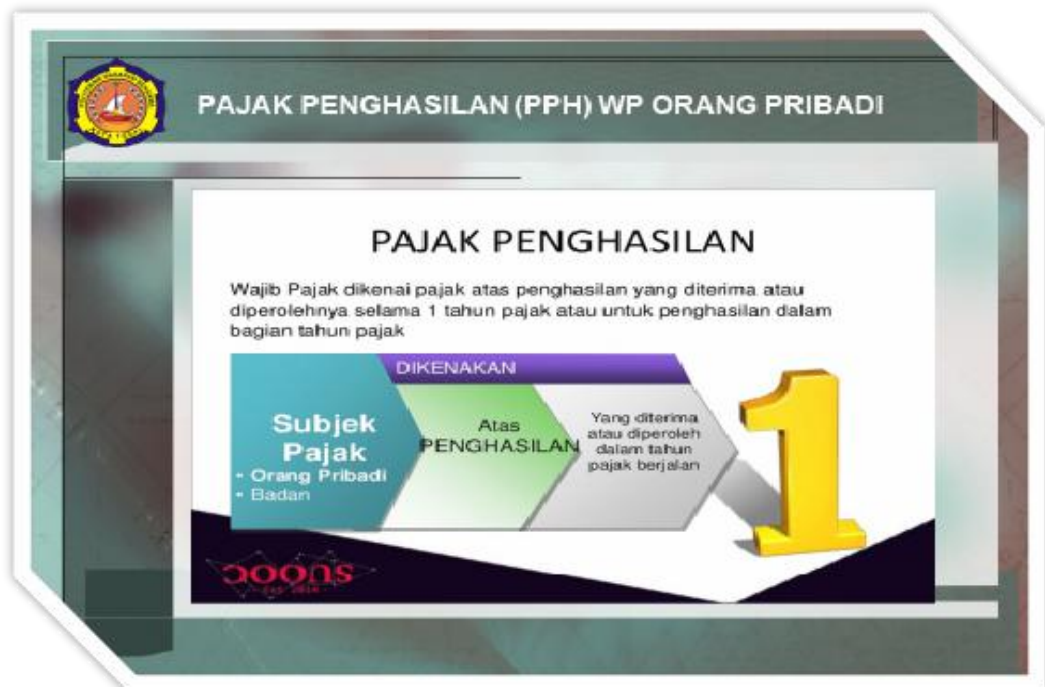 PAJAK PENGHASILAN (PPH) WP ORANG PRIBADI
PAJAK PENGHASILAN
Wajib Pajak dikenai pajak atas penghasilan yang diterima atau
diperolehnya selama 1 tahun pajak atau untuk penghasilan dalam
bagian tahun pajak
DIKENAKAN
Subjek
Pajak
- Orang Pribadi
- Badan
Atas
PENGHASILAN
Yang diterima
atau diperoleh
dalam tahun
pajak berjalan
1